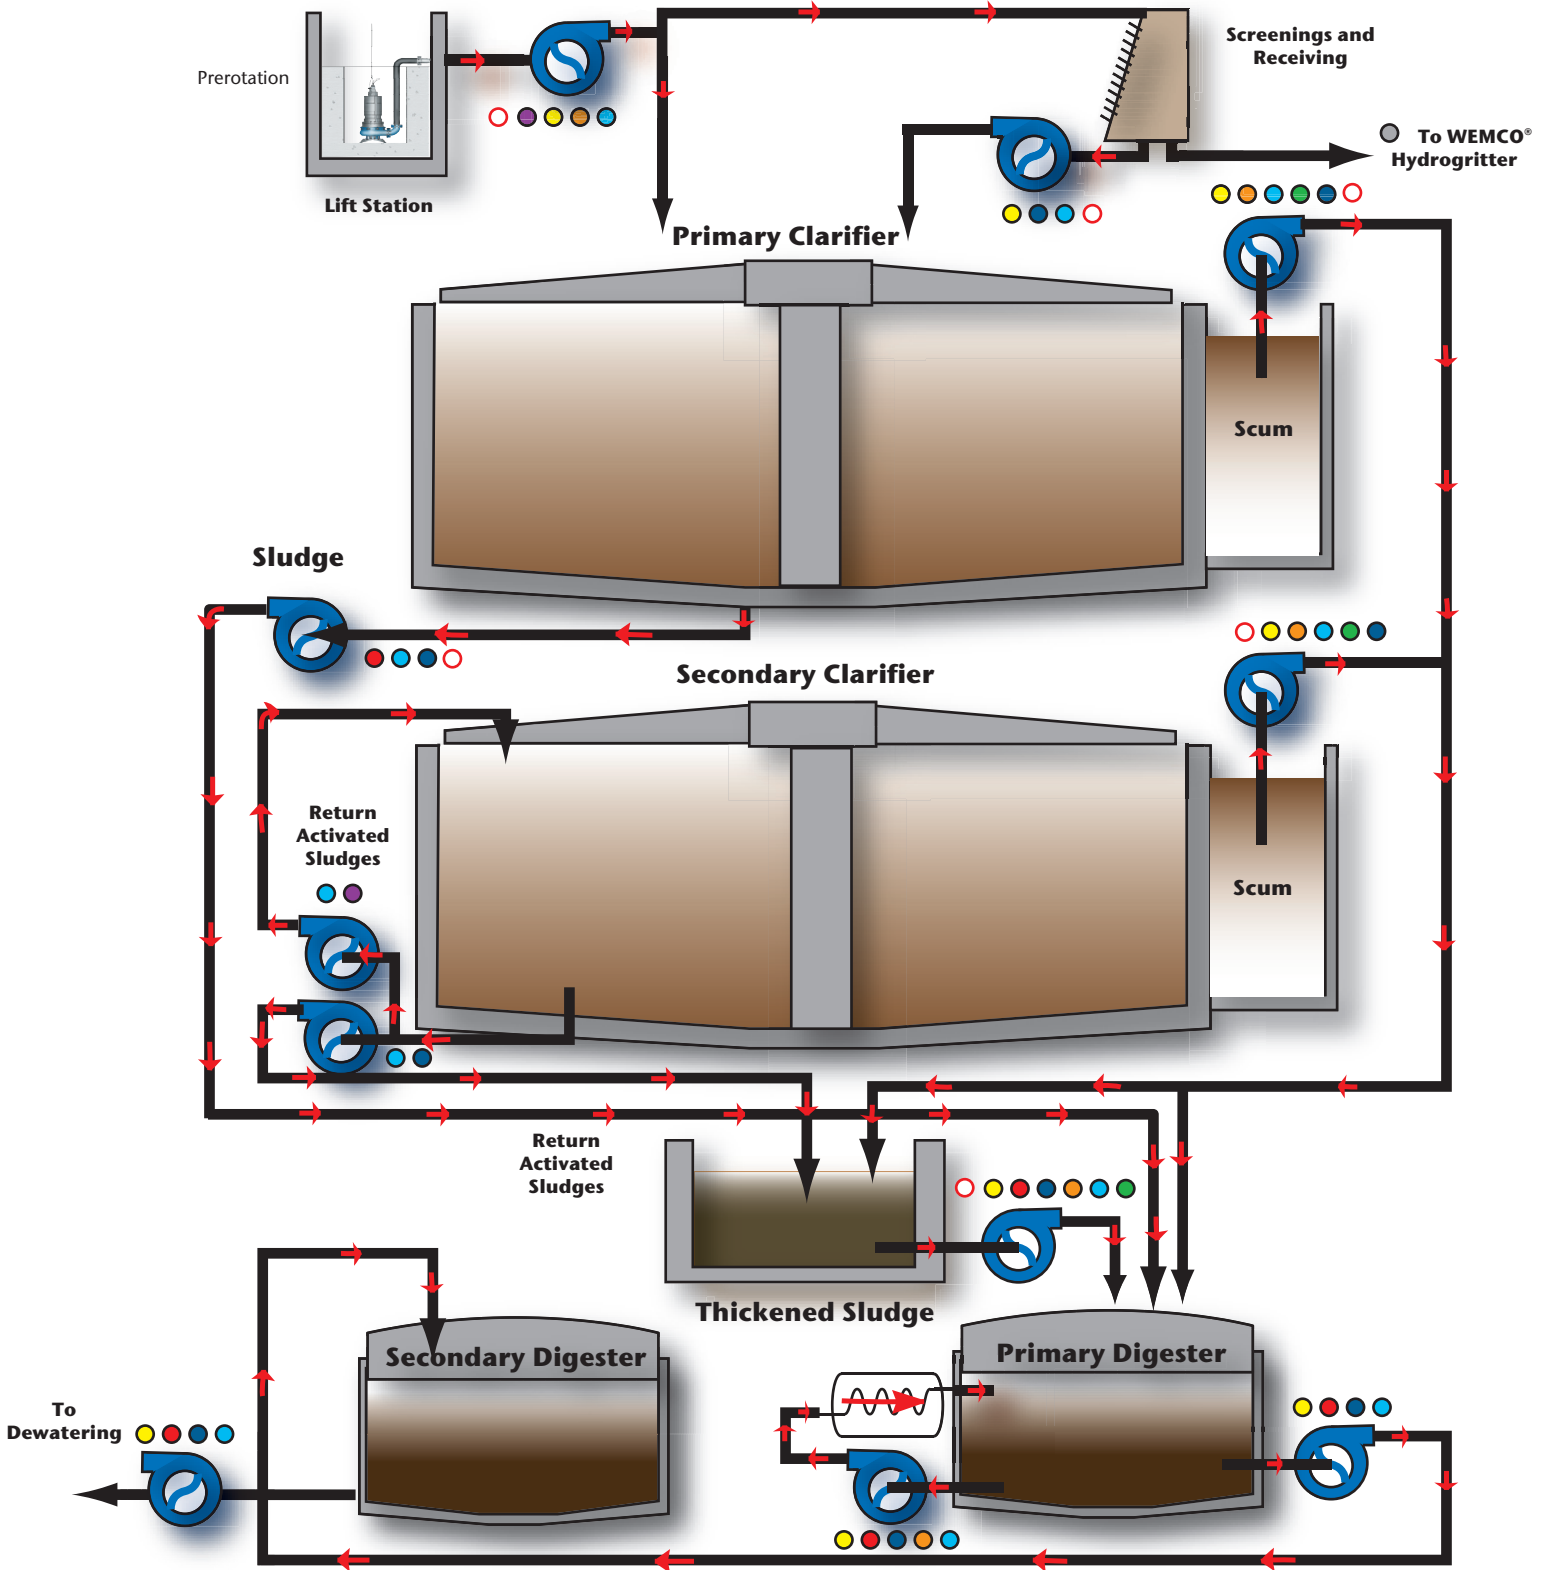 Prerotation
Lift Station
Screenings and
Receiving
To WEMCO®
Hydrogritter
Primary Clarifier
Scum
Sludge
Secondary Clarifier
Return
Activated
Sludges
Scum
Return
Activated
Sludges
Thickened Sludge
Secondary Digester
Primary Digester
To
Dewatering